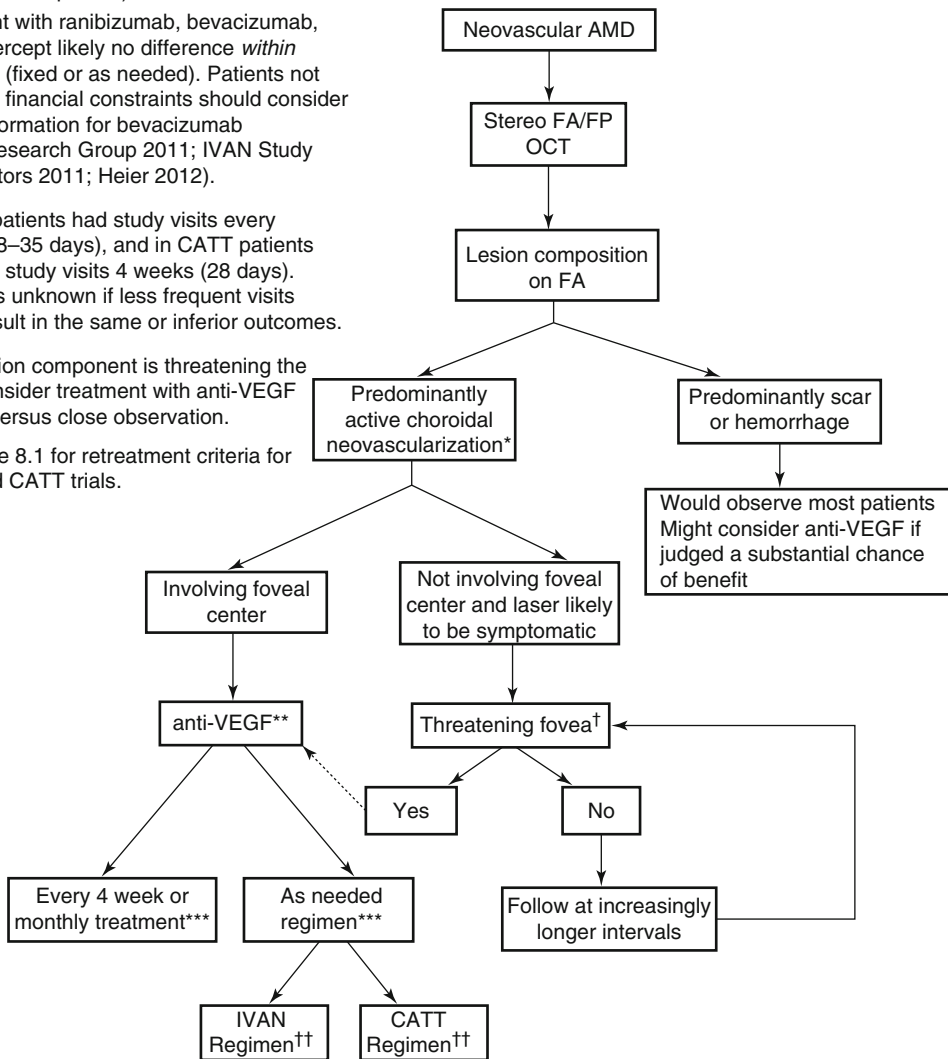 nt with ranibizumab, bevacizumab,
ercept likely no difference within
(fixed or as needed). Patients not
financial constraints should consider
ormation for bevacizumab
esearch Group 2011; IVAN Study
tors 2011; Heier 2012).
patients had study visits every
8–35 days), and in CATT patients
study visits 4 weeks (28 days).
s unknown if less frequent visits
sult in the same or inferior outcomes.
ion component is threatening the
nsider treatment with anti-VEGF
ersus close observation.
e 8.1 for retreatment criteria for
d CATT trials.
Neovascular AMD
Stereo FA/FP
OCT
Lesion composition
on FA
Predominantly
active choroidal
neovascularization*
Predominantly scar
or hemorrhage
Would observe most patients
Might consider anti-VEGF if
judged a substantial chance
of benefit
Involving foveal
center
Not involving foveal
center and laser likely
to be symptomatic
anti-VEGF**
Threatening fovea†
Yes
No
Every 4 week or
monthly treatment***
As needed
regimen***
Follow at increasingly
longer intervals
IVAN
Regimen††
CATT
Regimen††